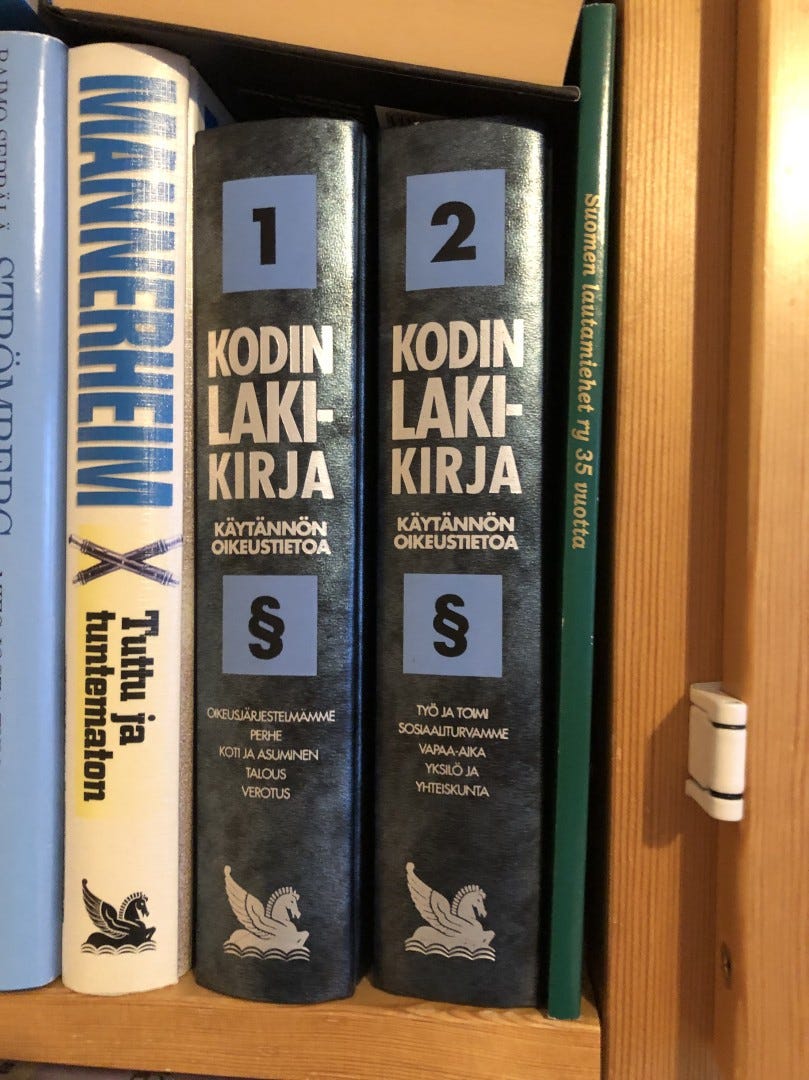 RAIMO SEPPÄLÄ
STRÖMBERG
MANNERHEIM
Tuttu ja
tuntematon
1
KODIN
LAKI-
KIRJA
KÄYTÄNNÖN
OIKEUSTIETOA
§
OIKEUSJÄRJESTELMÄMME
PERHE
KOTI JA ASUMINEN
TALOUS
VEROTUS
2
KODIN
LAKI-
KIRJA
KÄYTÄNNÖN
OIKEUSTIETOA
§
TYÖ JA TOIMI
SOSIAALITURVAMME
VAPAA-AIKA
YKSILÖ JA
YHTEISKUNTA
Suomen lautamiehet ry 35 vuotta